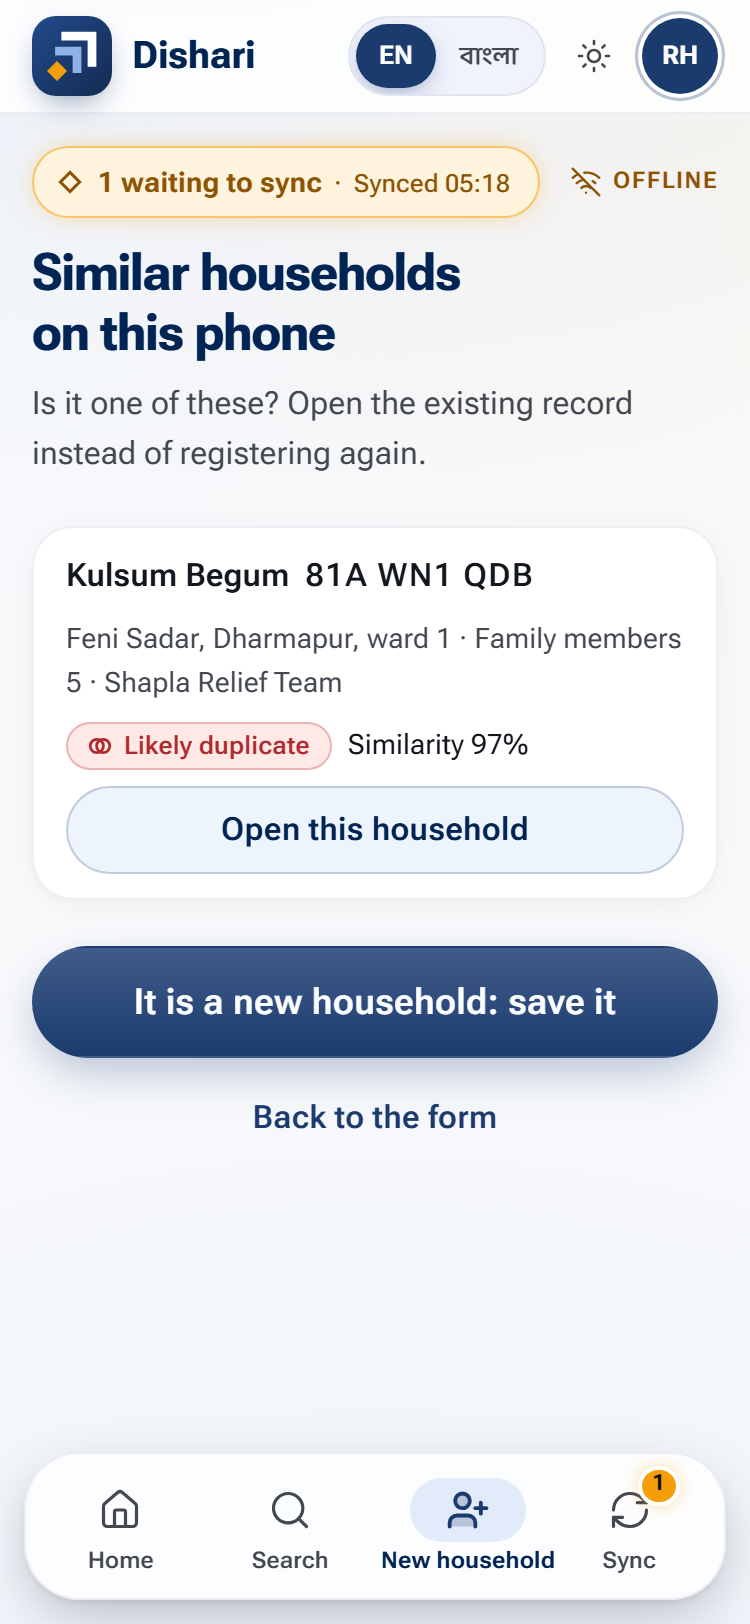 Dishari
EN
বাংলা
RH
1 waiting to sync · Synced 05:18
OFFLINE
Similar households
on this phone
Is it one of these? Open the existing record
instead of registering again.
Kulsum Begum 81A WN1 QDB
Feni Sadar, Dharmapur, ward 1 · Family members
5 · Shapla Relief Team
Likely duplicate
Similarity 97%
Open this household
It is a new household: save it
Back to the form
1
Home
Search
New household
Sync